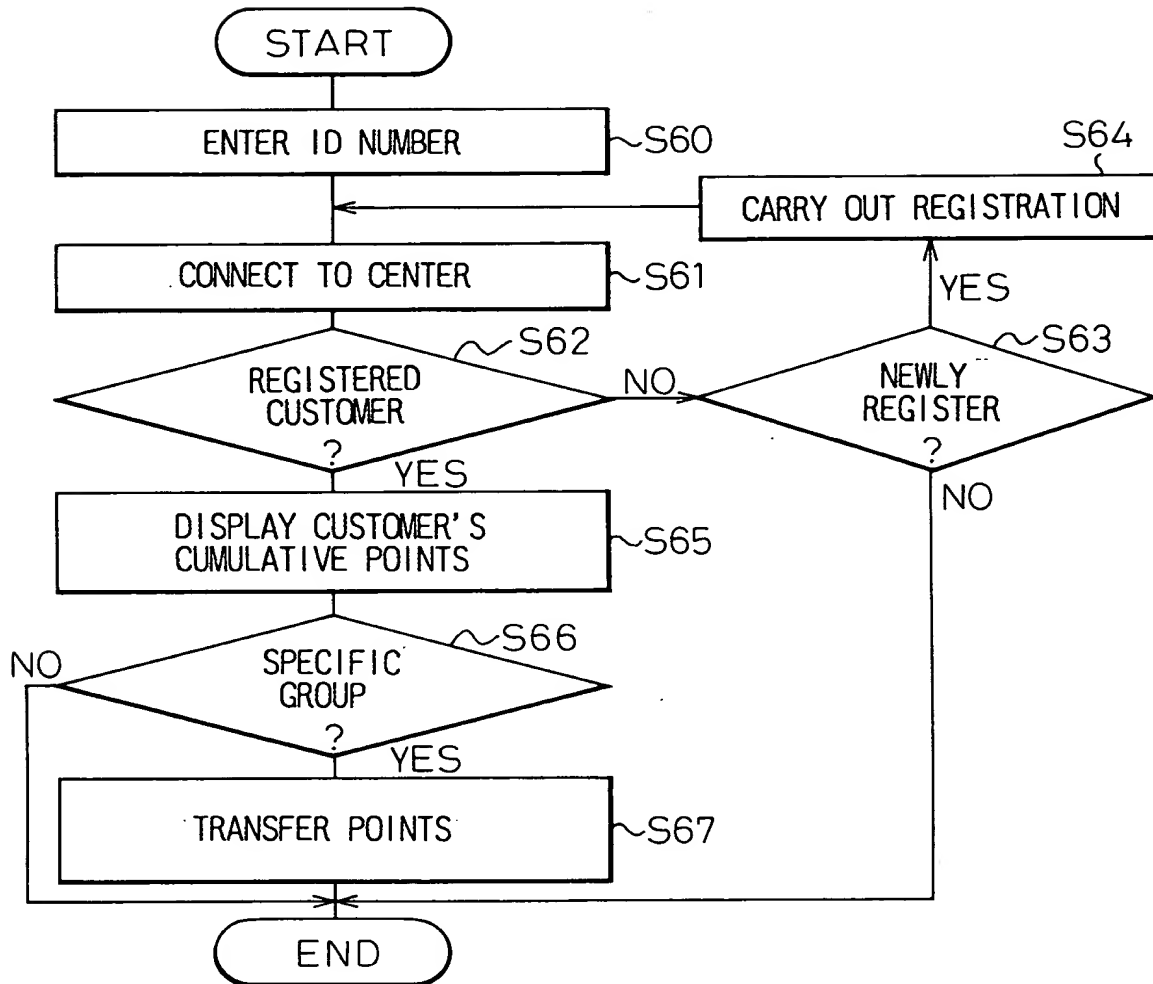 START
ENTER ID NUMBER
S60
S64
CARRY OUT REGISTRATION
CONNECT TO CENTER
S61
YES
S62
S63
REGISTERED
CUSTOMER
?
NO
NEWLY
REGISTER
?
YES
NO
DISPLAY CUSTOMER'S
CUMULATIVE POINTS
S65
S66
NO
SPECIFIC
GROUP
?
YES
TRANSFER POINTS
S67
END